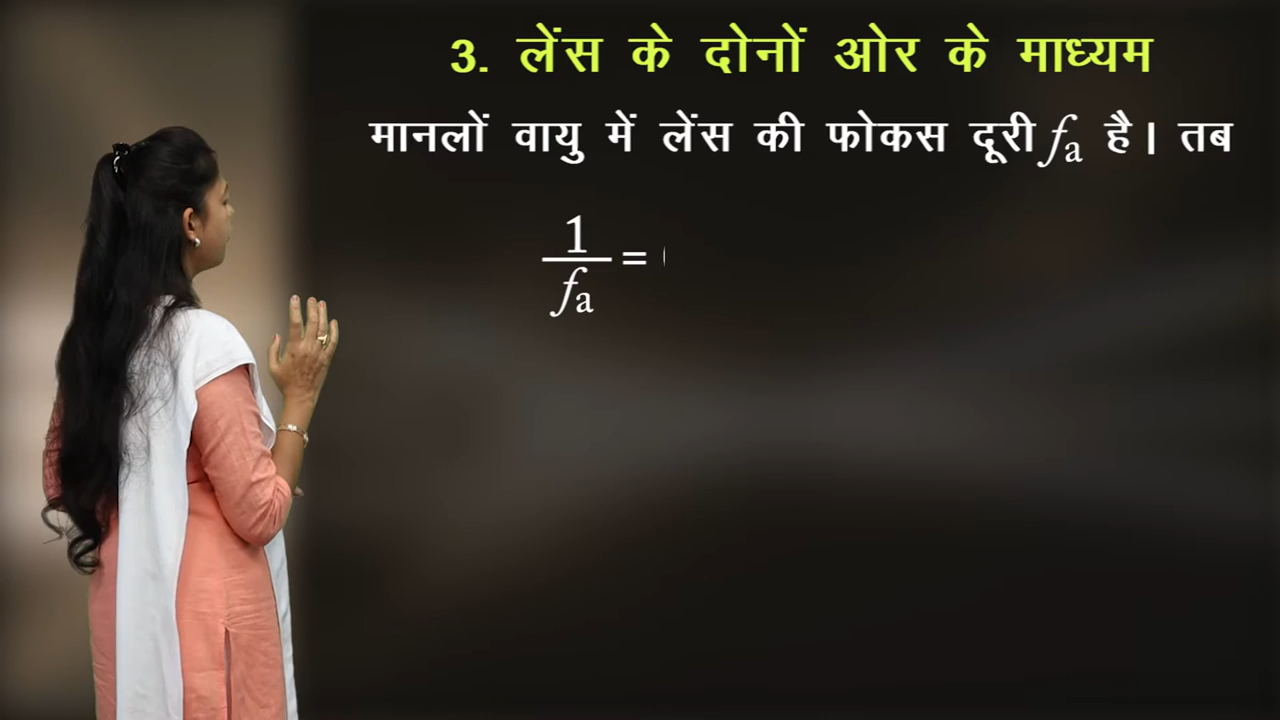 3. लेंस के दोनों ओर के माध्यम
मानलों वायु में लेंस की फोकस दूरी fₐ है। तब
1/fₐ = (